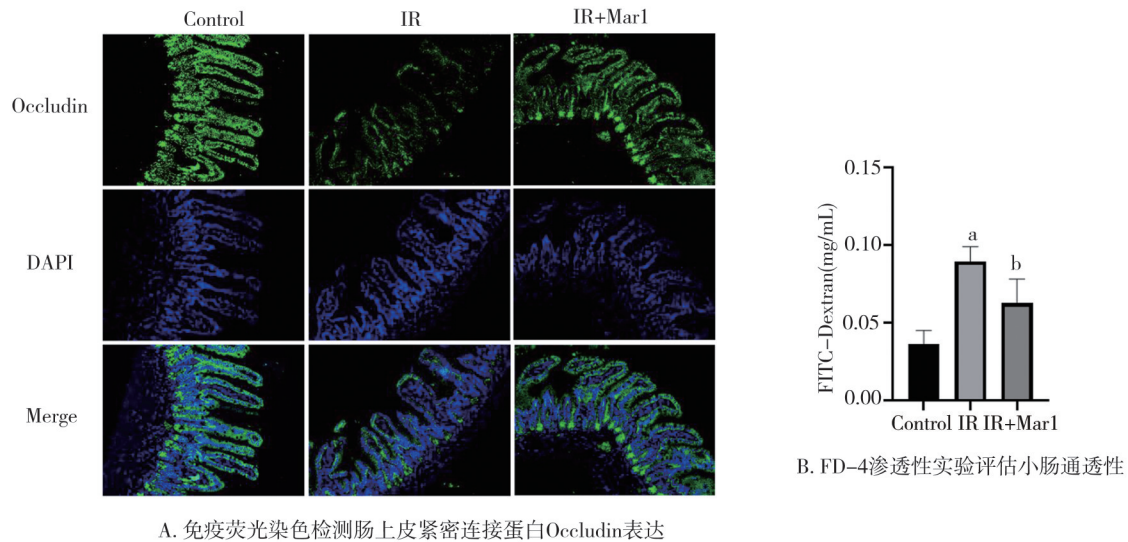 Control IR IR+Mar1
Occludin
DAPI
Merge
A. 免疫荧光染色检测肠上皮紧密连接蛋白Occludin表达
FITC-Dextran(mg/mL)
0.15
0.10
0.05
0.00
a
b
Control IR IR+Mar1
B. FD-4渗透性实验评估小肠通透性